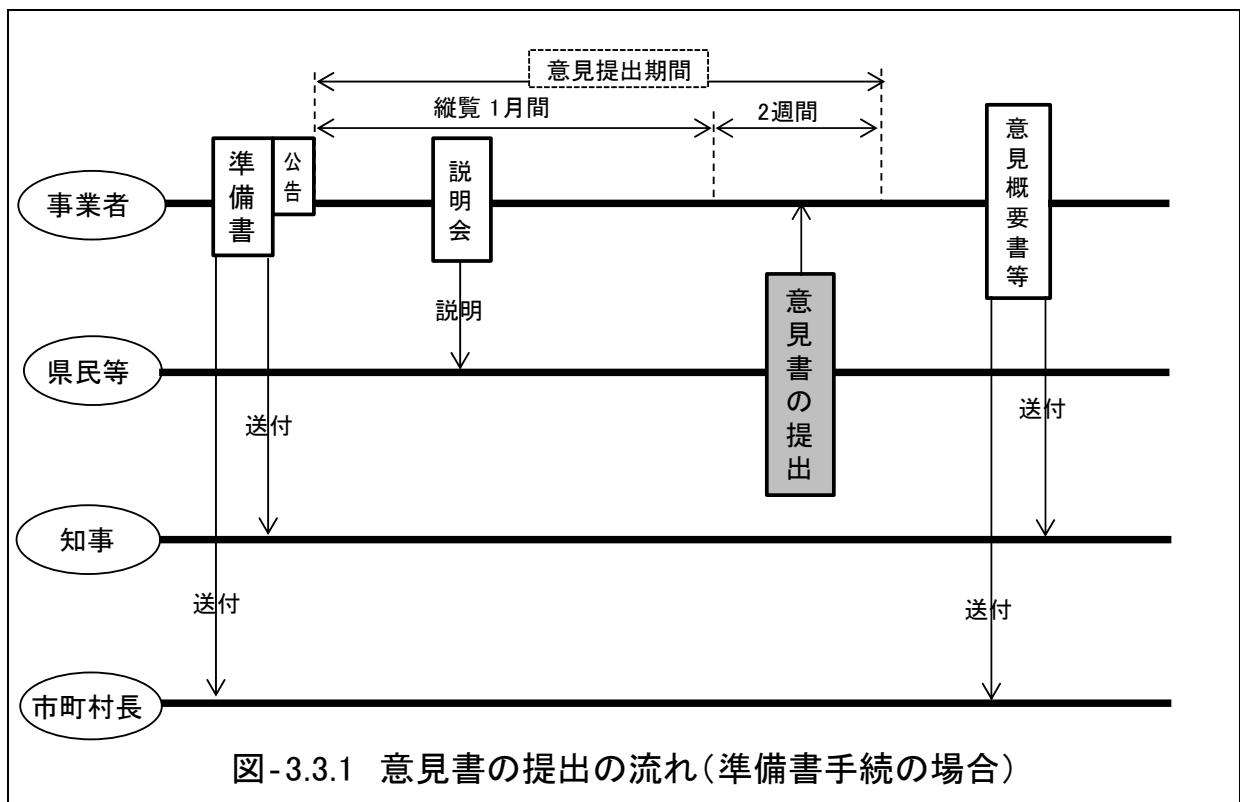 意見提出期間
縦覧 1月間
2週間
事業者
準備書
公告
説明会
意見概要書等
説明
意見書の提出
県民等
送付
送付
知事
送付
送付
市町村長
図-3.3.1 意見書の提出の流れ(準備書手続の場合)